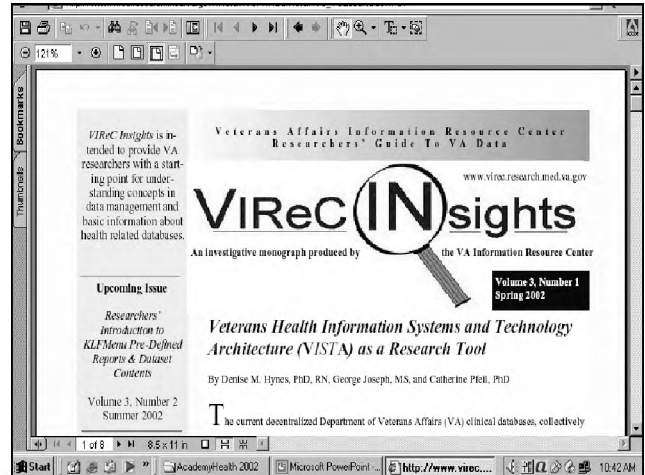 121%
Bookmarks
Thumbnails
VIReC Insights is in-
tended to provide VA
researchers with a start-
ing point for under-
standing concepts in
data management and
basic information about
health related databases.
Upcoming Issue
Researchers'
Introduction to
KLFMenu Pre-Defined
Reports & Dataset
Contents
Volume 3, Number 2
Summer 2002
Veterans Affairs Information Resource Center
Researchers' Guide To VA Data
www.virec.research.med.va.gov
VIReC INsights
An investigative monograph produced by the VA Information Resource Center
Volume 3, Number 1
Spring 2002
Veterans Health Information Systems and Technology
Architecture (VISTA) as a Research Tool
By Denise M. Hynes, PhD, RN, George Joseph, MS, and Catherine Pfeil, PhD
The current decentralized Department of Veterans Affairs (VA) clinical databases, collectively
1 of 8 8.5 x 11 in
Start AcademyHealth 2002 Microsoft PowerPoint -... http://www.virec.... 10:42 AM